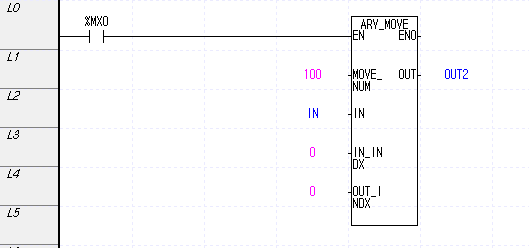 L0
%MX0
ARY_MOVE
EN ENO
L1
100 MOVE_ OUT OUT2
NUM
L2
IN IN
L3
0 IN_IN
DX
L4
0 OUT_I
NDX
L5